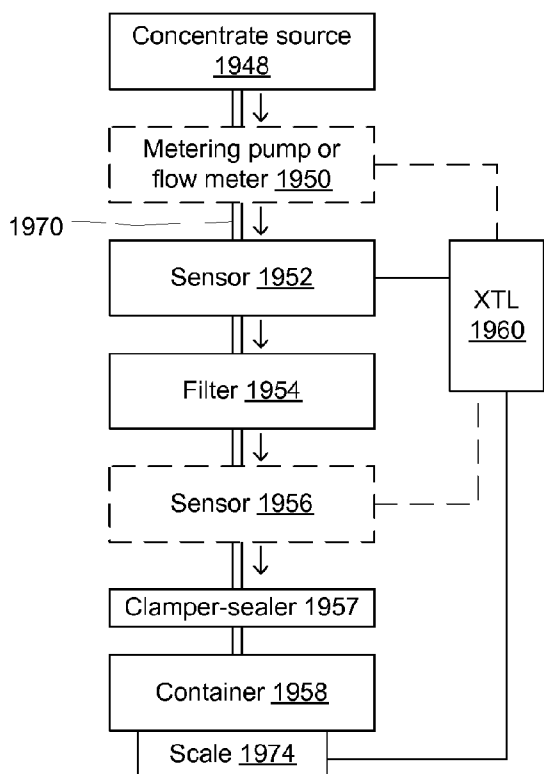 Concentrate source
1948
Metering pump or
flow meter 1950
1970
Sensor 1952
XTL
1960
Filter 1954
Sensor 1956
Clamper-sealer 1957
Container 1958
Scale 1974